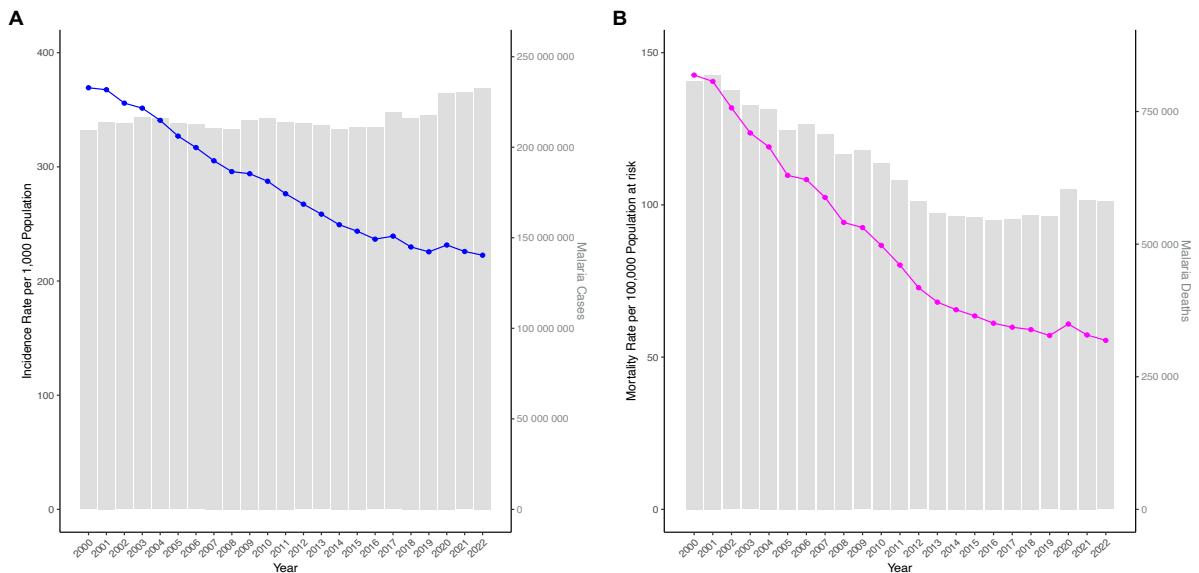 A
400
300
200
100
0
Incidence Rate per 1,000 Population
250 000 000
200 000 000
150 000 000
100 000 000
50 000 000
0
Malaria Cases
2000 2001 2002 2003 2004 2005 2006 2007 2008 2009 2010 2011 2012 2013 2014 2015 2016 2017 2018 2019 2020 2021 2022
Year
B
150
100
50
0
Mortality Rate per 100,000 Population at risk
750 000
500 000
250 000
0
Malaria Deaths
2000 2001 2002 2003 2004 2005 2006 2007 2008 2009 2010 2011 2012 2013 2014 2015 2016 2017 2018 2019 2020 2021 2022
Year